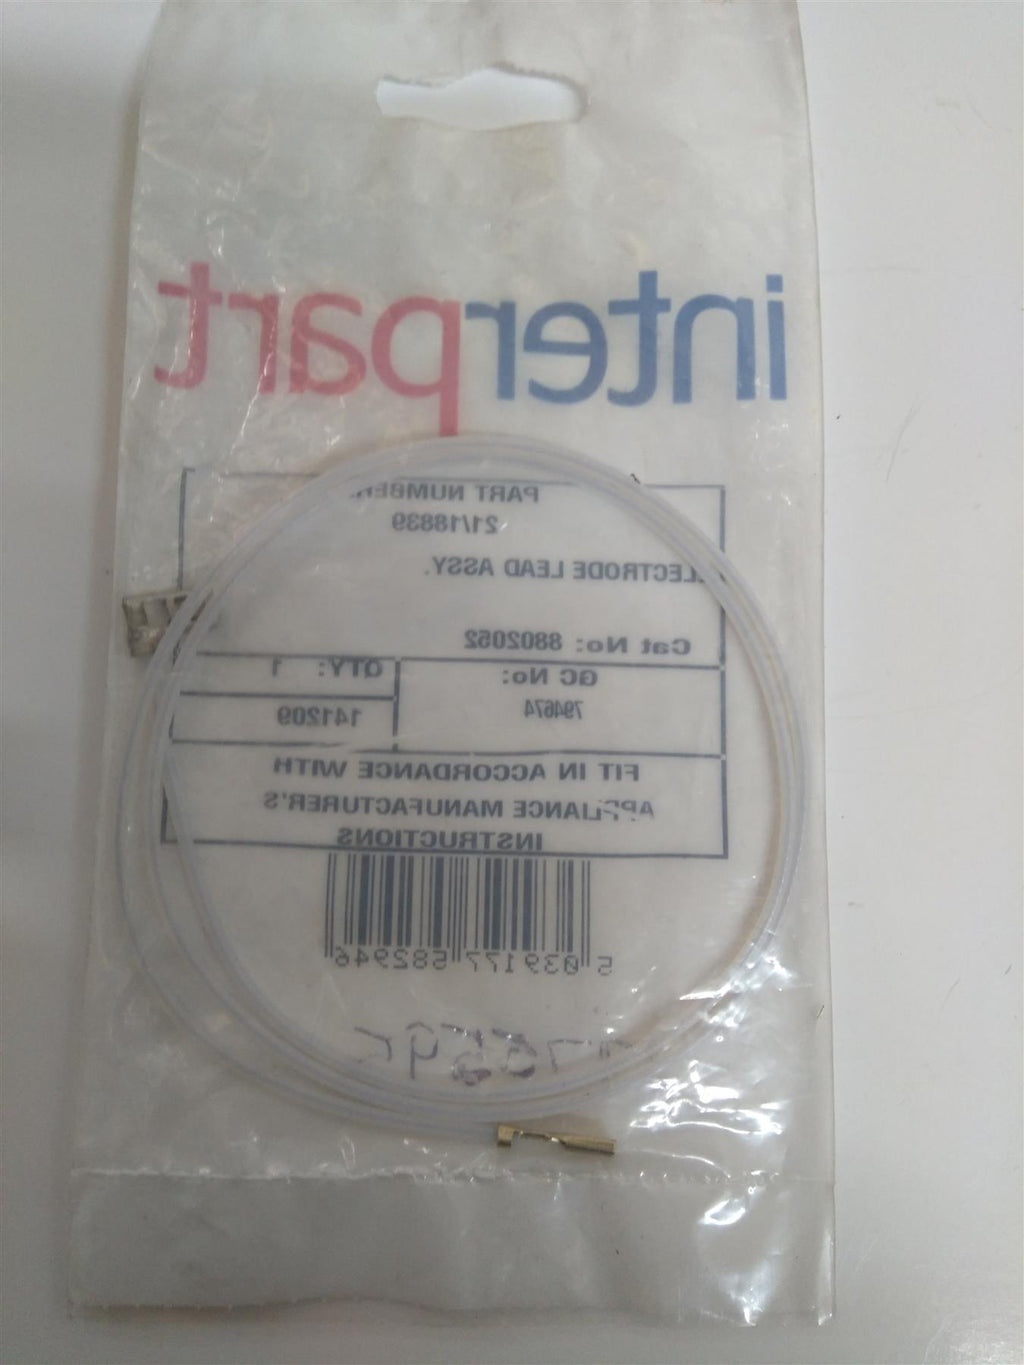 interpart
PART NUMBER.
21/18839
ELECTRODE LEAD ASSY.
Cat No: 8802052
GC No:
794674
QTY: 1
141209
FIT IN ACCORDANCE WITH
APPLIANCE MANUFACTURER'S
INSTRUCTIONS
5 039177 582946